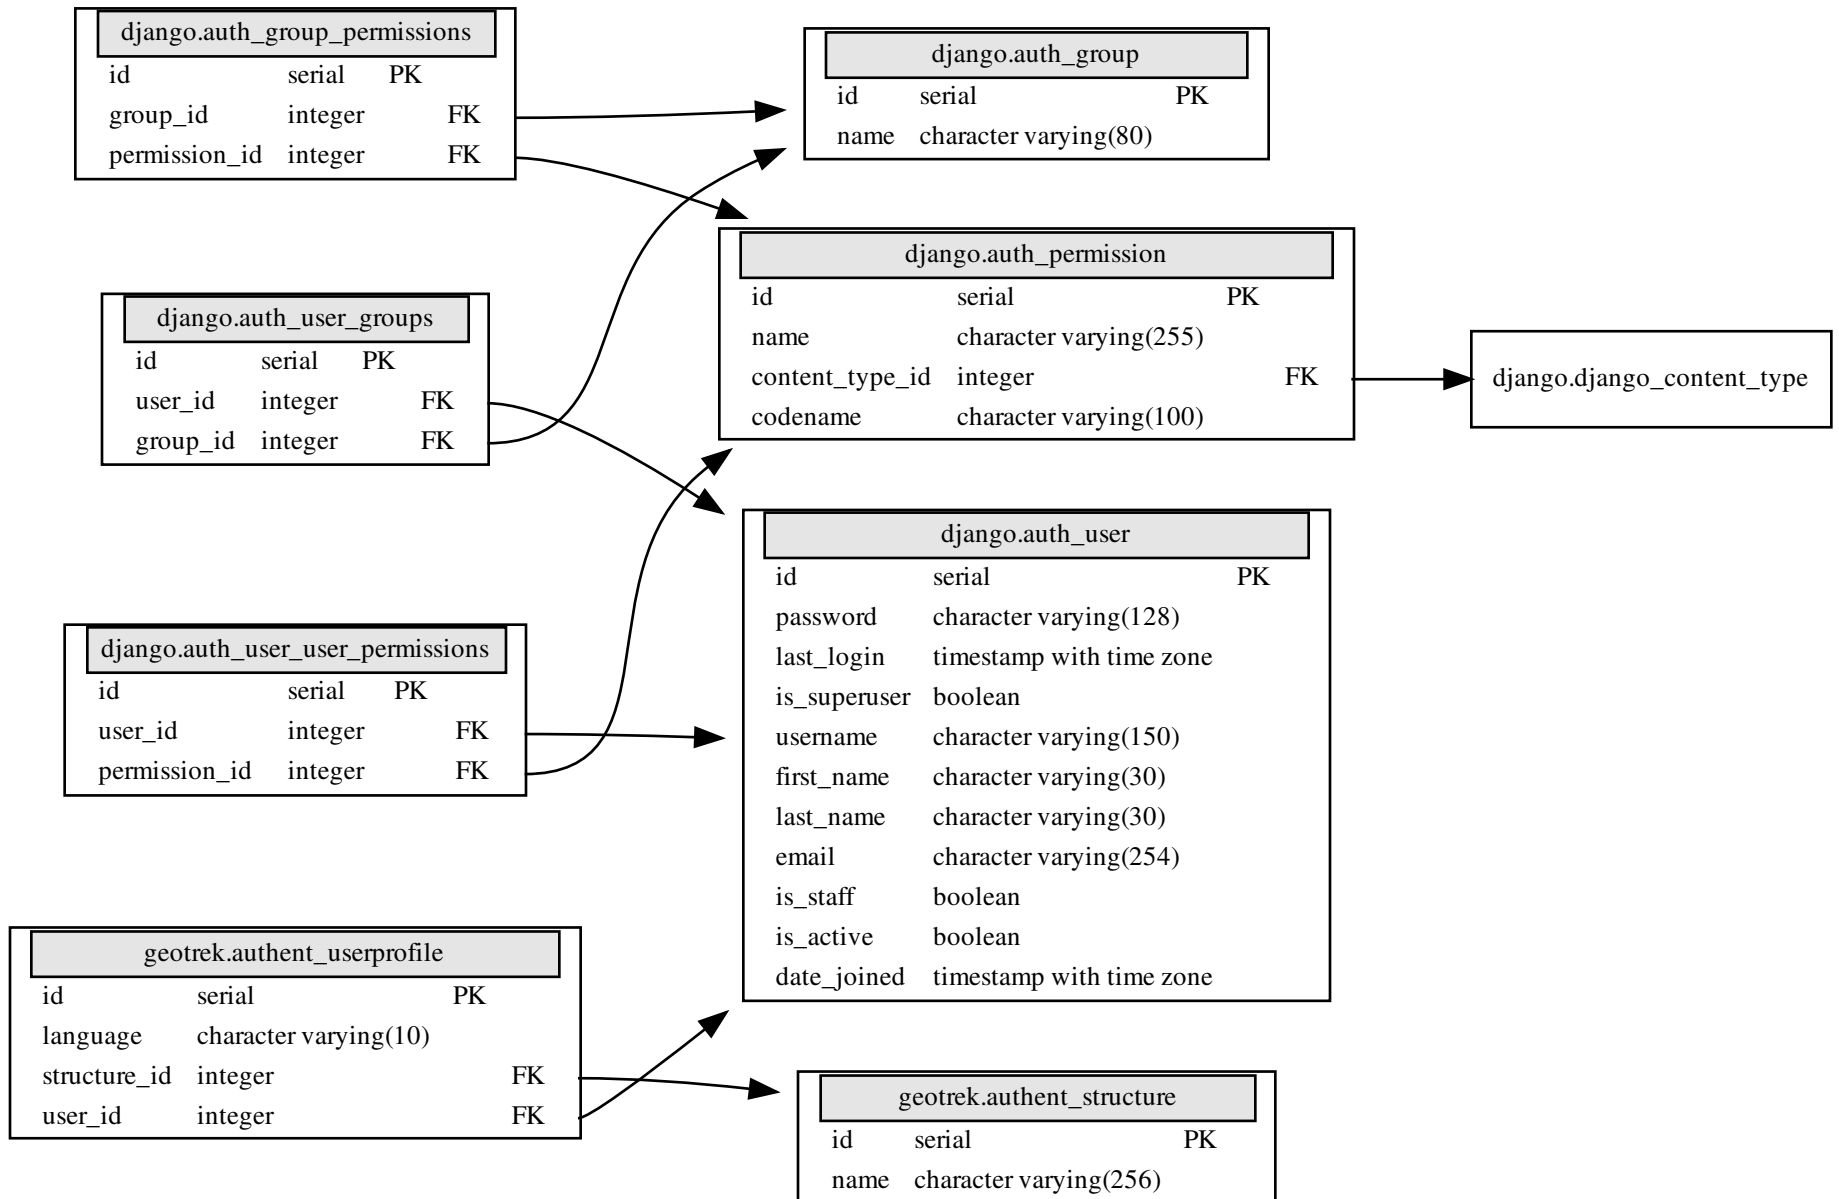 django.auth_group_permissions
id serial PK
group_id integer FK
permission_id integer FK
django.auth_group
id serial PK
name character varying(80)
django.auth_permission
id serial PK
name character varying(255)
content_type_id integer FK
codename character varying(100)
django.django_content_type
django.auth_user_groups
id serial PK
user_id integer FK
group_id integer FK
django.auth_user
id serial PK
password character varying(128)
last_login timestamp with time zone
is_superuser boolean
username character varying(150)
first_name character varying(30)
last_name character varying(30)
email character varying(254)
is_staff boolean
is_active boolean
date_joined timestamp with time zone
django.auth_user_user_permissions
id serial PK
user_id integer FK
permission_id integer FK
geotrek.authent_userprofile
id serial PK
language character varying(10)
structure_id integer FK
user_id integer FK
geotrek.authent_structure
id serial PK
name character varying(256)